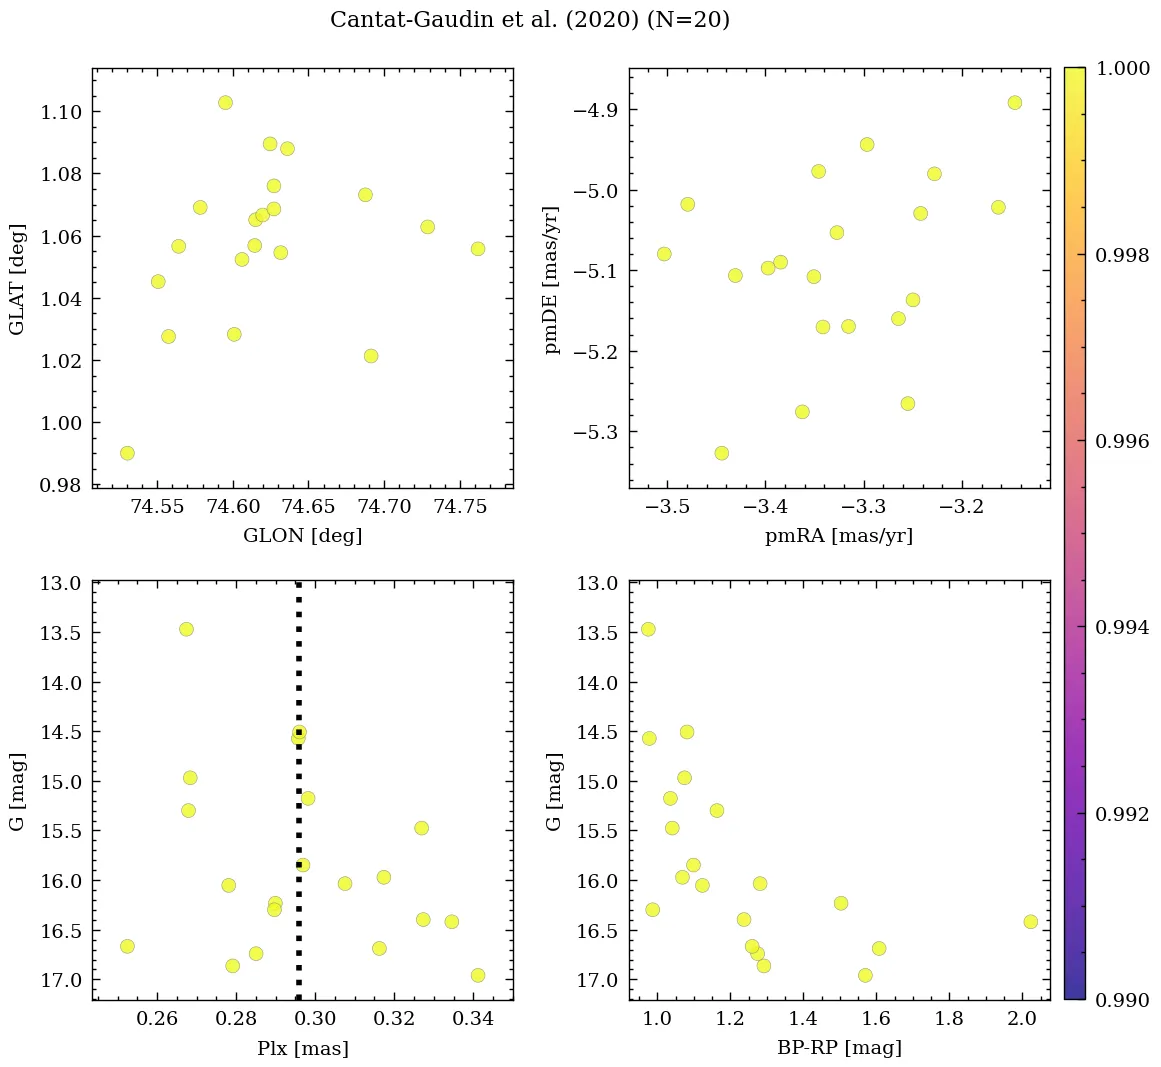 Cantat-Gaudin et al. (2020) (N=20)
1.10
1.08
1.06
1.04
1.02
1.00
0.98
GLAT [deg]
74.55 74.60 74.65 74.70 74.75
GLON [deg]
−4.9
−5.0
−5.1
−5.2
−5.3
pmDE [mas/yr]
−3.5 −3.4 −3.3 −3.2
pmRA [mas/yr]
1.000
0.998
0.996
0.994
0.992
0.990
13.0
13.5
14.0
14.5
15.0
15.5
16.0
16.5
17.0
G [mag]
0.26 0.28 0.30 0.32 0.34
Plx [mas]
13.0
13.5
14.0
14.5
15.0
15.5
16.0
16.5
17.0
G [mag]
1.0 1.2 1.4 1.6 1.8 2.0
BP-RP [mag]